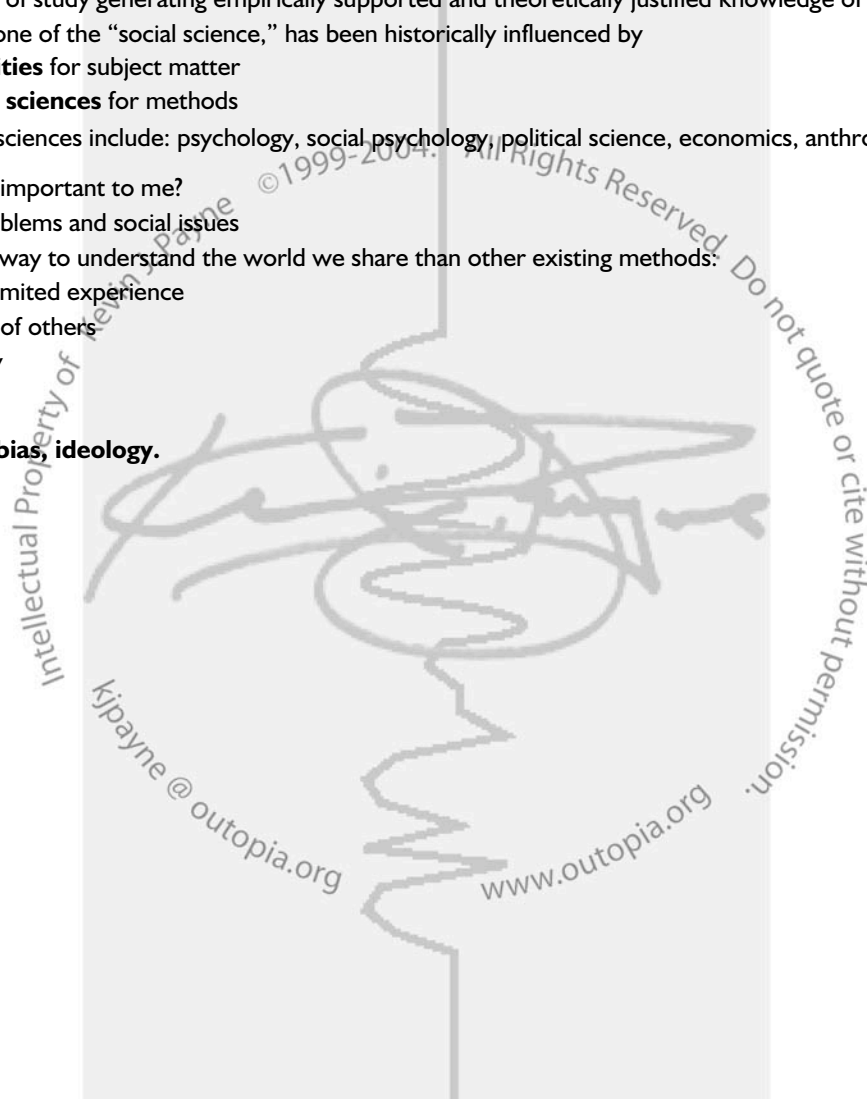 of study generating empirically supported and theoretically justified knowledge of
one of the “social science,” has been historically influenced by
ities for subject matter
sciences for methods
sciences include: psychology, social psychology, political science, economics, anthro
important to me?
oblems and social issues
way to understand the world we share than other existing methods:
mited experience
of others
y
bias, ideology.
Intellectual Property of Kevin J. Payne ©1999-2004. All Rights Reserved. Do not quote or cite without permission.
kjpayne @ outopia.org
www.outopia.org